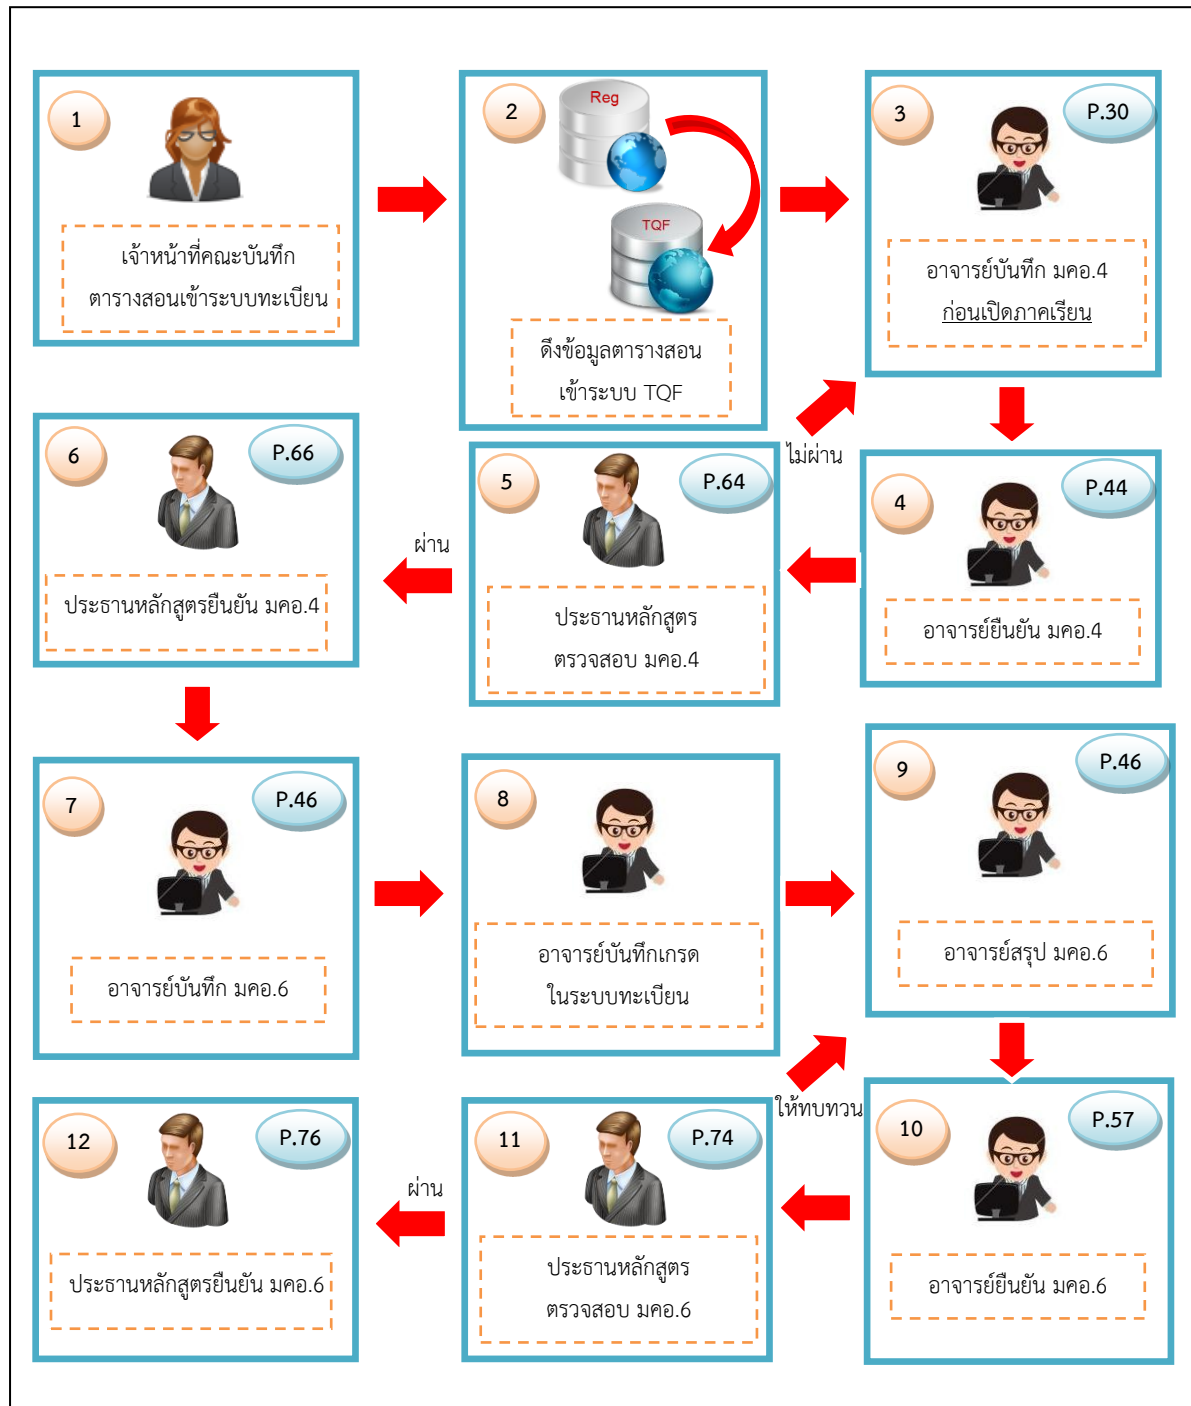 1
เจ้าหน้าที่คณะบันทึก
ตารางสอนเข้าระบบทะเบียน
2
Reg
TQF
ดึงข้อมูลตารางสอน
เข้าระบบ TQF
3
P.30
อาจารย์บันทึก มคอ.4
ก่อนเปิดภาคเรียน
ไม่ผ่าน
4
P.44
อาจารย์ยืนยัน มคอ.4
5
P.64
ประธานหลักสูตร
ตรวจสอบ มคอ.4
ผ่าน
6
P.66
ประธานหลักสูตรยืนยัน มคอ.4
7
P.46
อาจารย์บันทึก มคอ.6
8
อาจารย์บันทึกเกรด
ในระบบทะเบียน
9
P.46
อาจารย์สรุป มคอ.6
ให้ทบทวน
10
P.57
อาจารย์ยืนยัน มคอ.6
11
P.74
ประธานหลักสูตร
ตรวจสอบ มคอ.6
ผ่าน
12
P.76
ประธานหลักสูตรยืนยัน มคอ.6